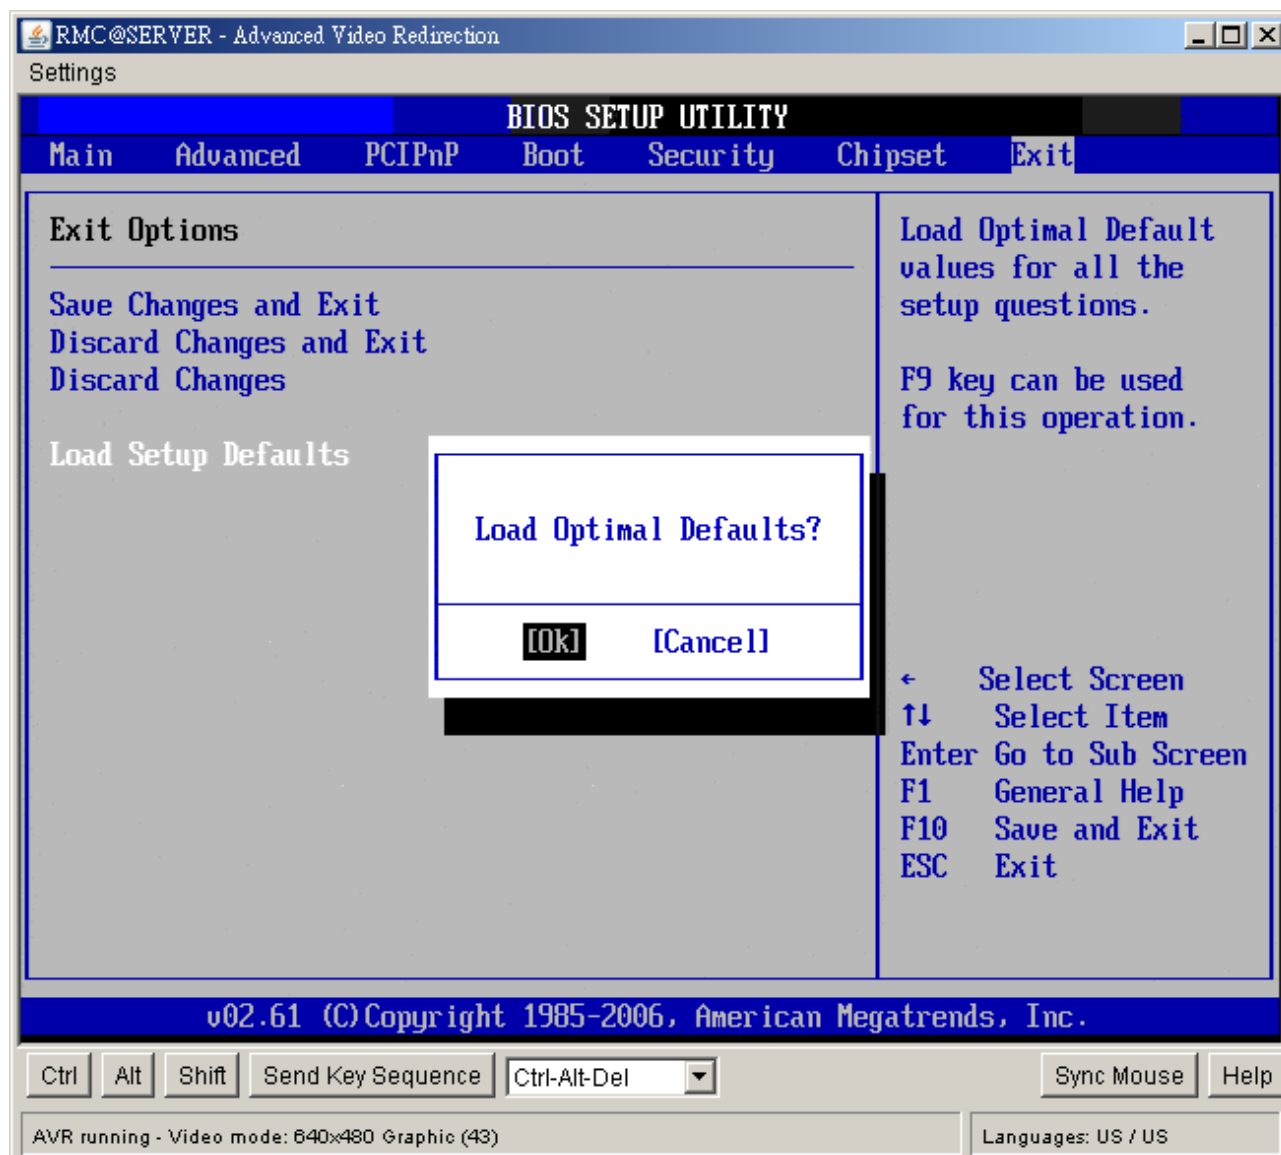 RMC@SERVER - Advanced Video Redirection
Settings
BIOS SETUP UTILITY
Main Advanced PCIPnP Boot Security Chipset Exit
Exit Options
Save Changes and Exit
Discard Changes and Exit
Discard Changes
Load Setup Defaults
Load Optimal Defaults?
[Ok] [Cancel]
Load Optimal Default
values for all the
setup questions.
F9 key can be used
for this operation.
← Select Screen
↑↓ Select Item
Enter Go to Sub Screen
F1 General Help
F10 Save and Exit
ESC Exit
v02.61 (C)Copyright 1985-2006, American Megatrends, Inc.
Ctrl Alt Shift Send Key Sequence Ctrl-Alt-Del Sync Mouse Help
AVR running - Video mode: 640x480 Graphic (43) Languages: US / US